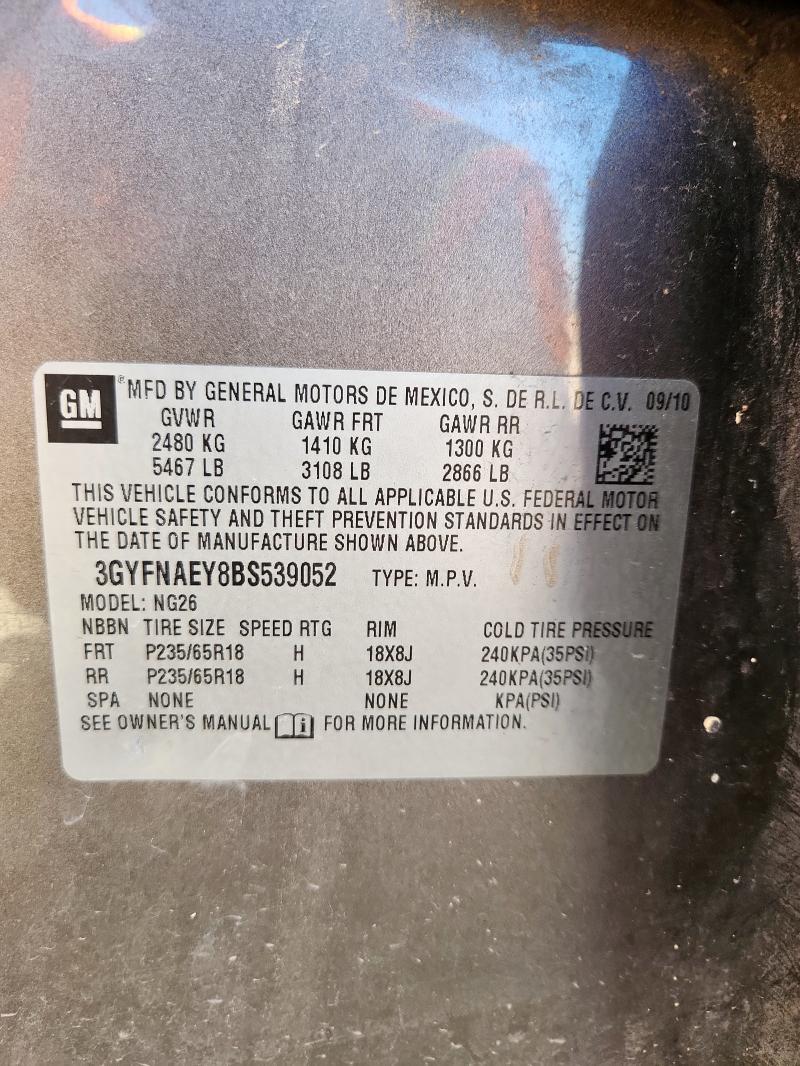 GM ® MFD BY GENERAL MOTORS DE MEXICO, S. DE R.L. DE C.V. 09/10
GVWR GAWR FRT GAWR RR
2480 KG 1410 KG 1300 KG
5467 LB 3108 LB 2866 LB
THIS VEHICLE CONFORMS TO ALL APPLICABLE U.S. FEDERAL MOTOR
VEHICLE SAFETY AND THEFT PREVENTION STANDARDS IN EFFECT ON
THE DATE OF MANUFACTURE SHOWN ABOVE.
3GYFNAEY8BS539052 TYPE: M.P.V.
MODEL: NG26
NBBN TIRE SIZE SPEED RTG RIM COLD TIRE PRESSURE
FRT P235/65R18 H 18X8J 240KPA(35PSI)
RR P235/65R18 H 18X8J 240KPA(35PSI)
SPA NONE NONE KPA(PSI)
SEE OWNER'S MANUAL i FOR MORE INFORMATION.